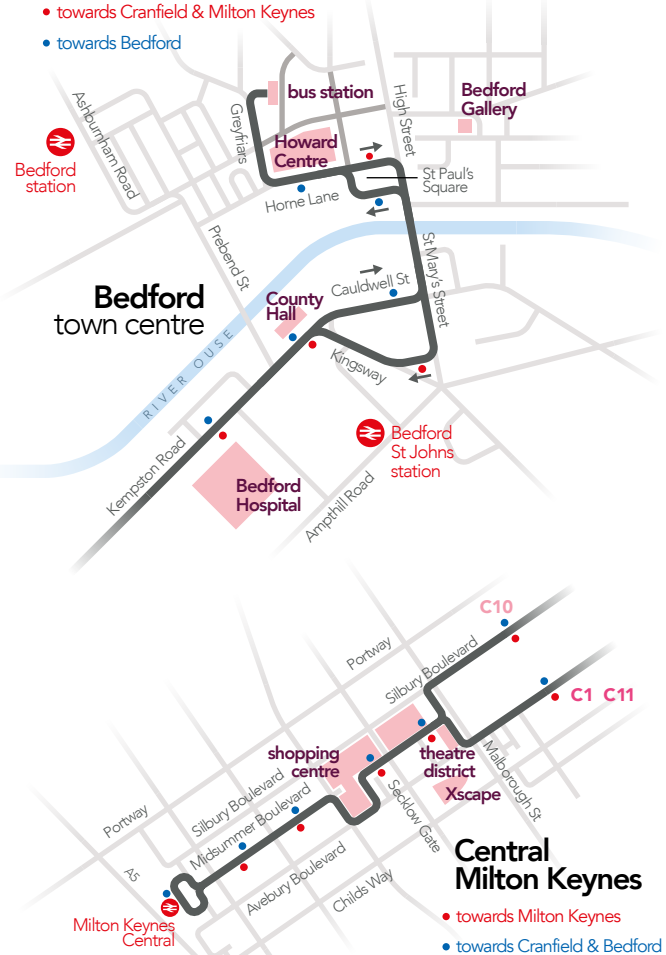 • towards Cranfield & Milton Keynes
• towards Bedford
Ashburnham Road
Greyfriars
bus station
High Street
Bedford
Gallery
Bedford
station
Howard
Centre
St Paul's
Square
Horne Lane
Prebend St
St Mary's Street
Cauldwell St
Bedford
town centre
County
Hall
Kingsway
RIVER OUSE
Bedford
St Johns
station
Kempston Road
Bedford
Hospital
Ampthill Road
C10
Portway
Silbury Boulevard
C1 C11
shopping
centre
theatre
district
Malborough St
Xscape
Silbury Boulevard
Midsummer Boulevard
Secklow Gate
Portway
A5
Avebury Boulevard
Childs Way
Central
Milton Keynes
Milton Keynes
Central
• towards Milton Keynes
• towards Cranfield & Bedford